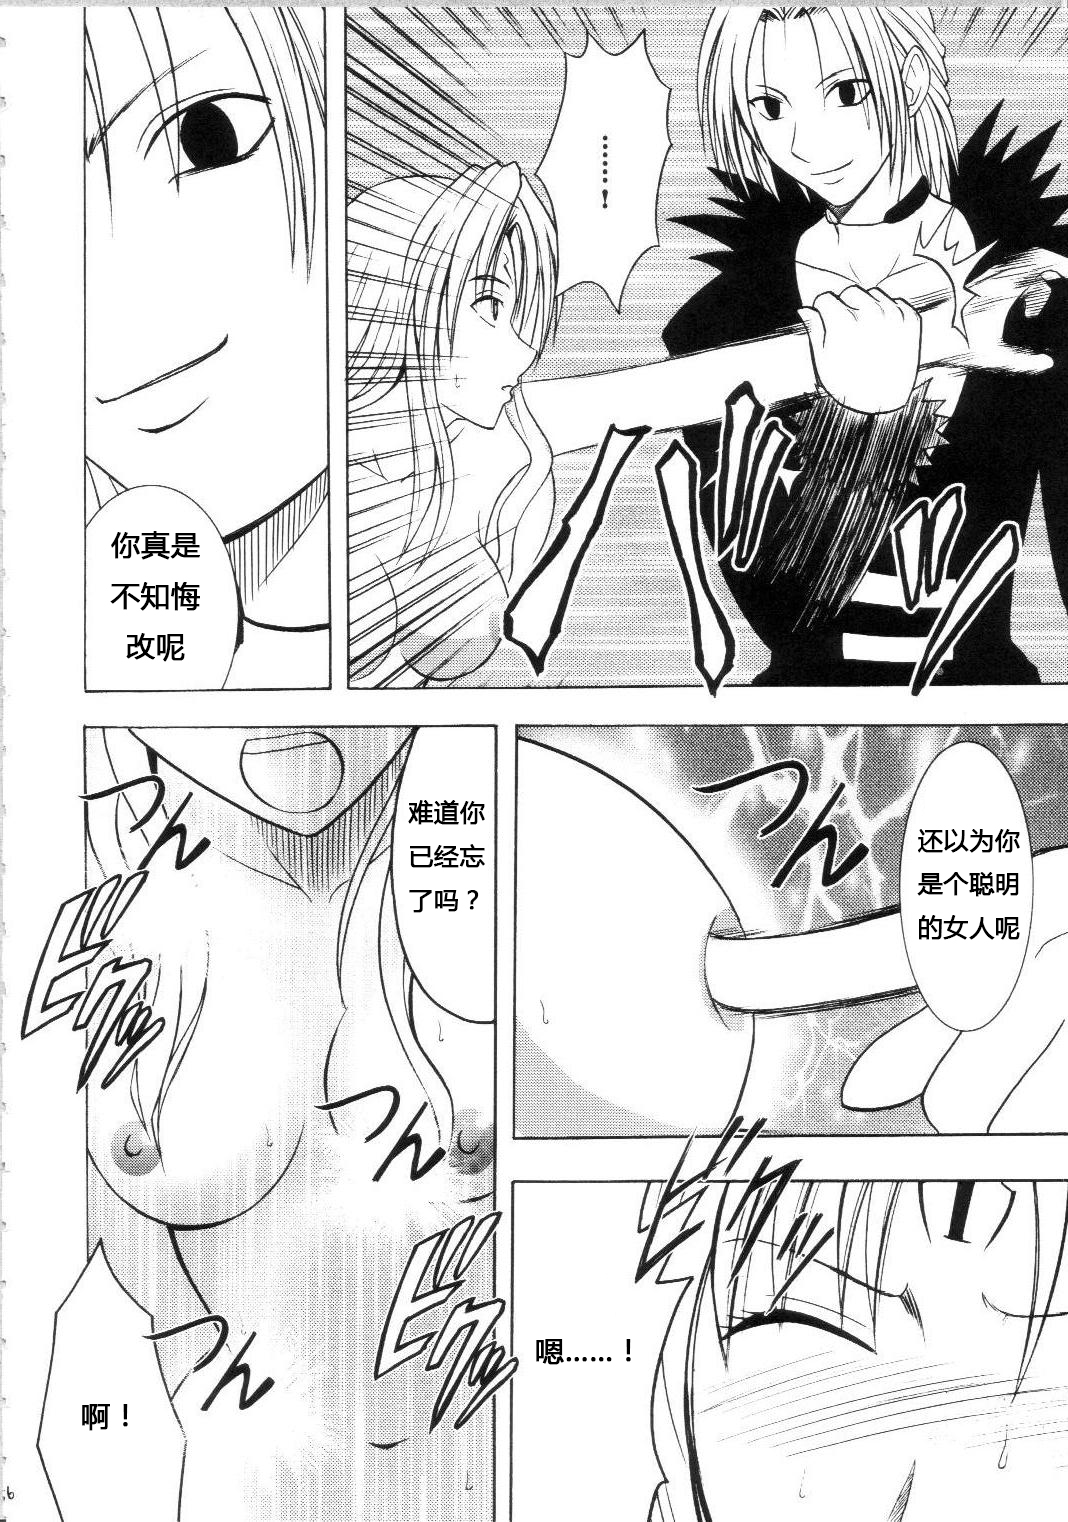 ……！
你真是
不知悔
改呢
还以为你
是个聪明
的女人呢
つん
难道你
已经忘
了吗？
つん
ビクッ
つん
ビクッ
つん
啊！
ビクッ
嗯……！
6